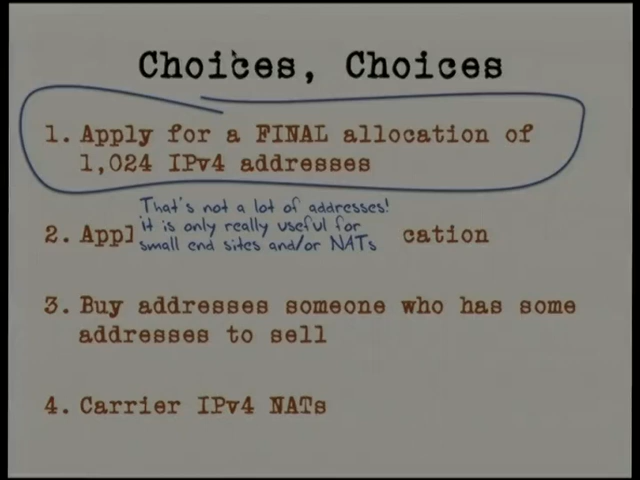 Choices, Choices
1. Apply for a FINAL allocation of
1,024 IPv4 addresses
That's not a lot of addresses!
it is only really useful for
small end sites and/or NATs
2. Appl cation
3. Buy addresses someone who has some
addresses to sell
4. Carrier IPv4 NATs